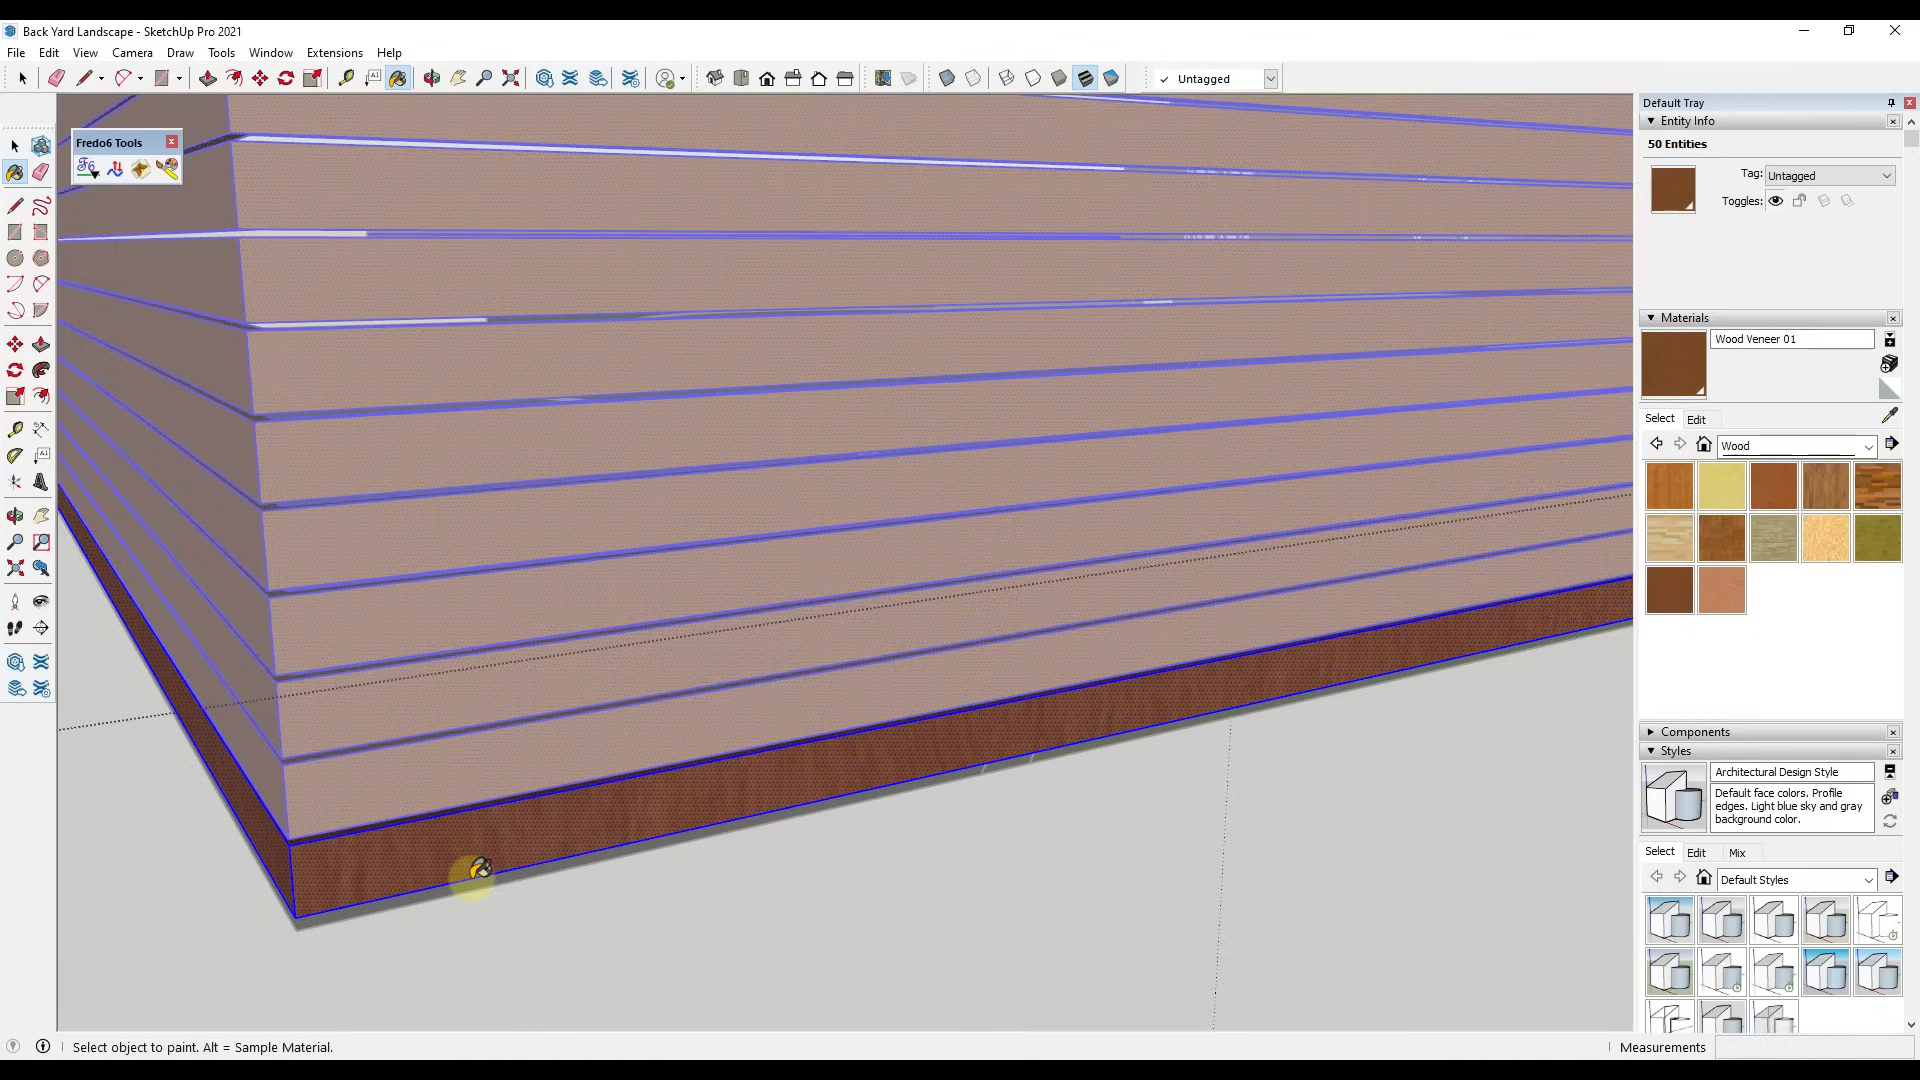 Back Yard Landscape - SketchUp Pro 2021
File Edit View Camera Draw Tools Window Extensions Help
Untagged
Default Tray
Entity Info
50 Entities
Tag: Untagged
Toggles:
Fredo6 Tools
Materials
Wood Veneer 01
Select Edit
Wood
Components
Styles
Architectural Design Style
Default face colors. Profile
edges. Light blue sky and gray
background color.
Select Edit Mix
Default Styles
Select object to paint. Alt = Sample Material.
Measurements